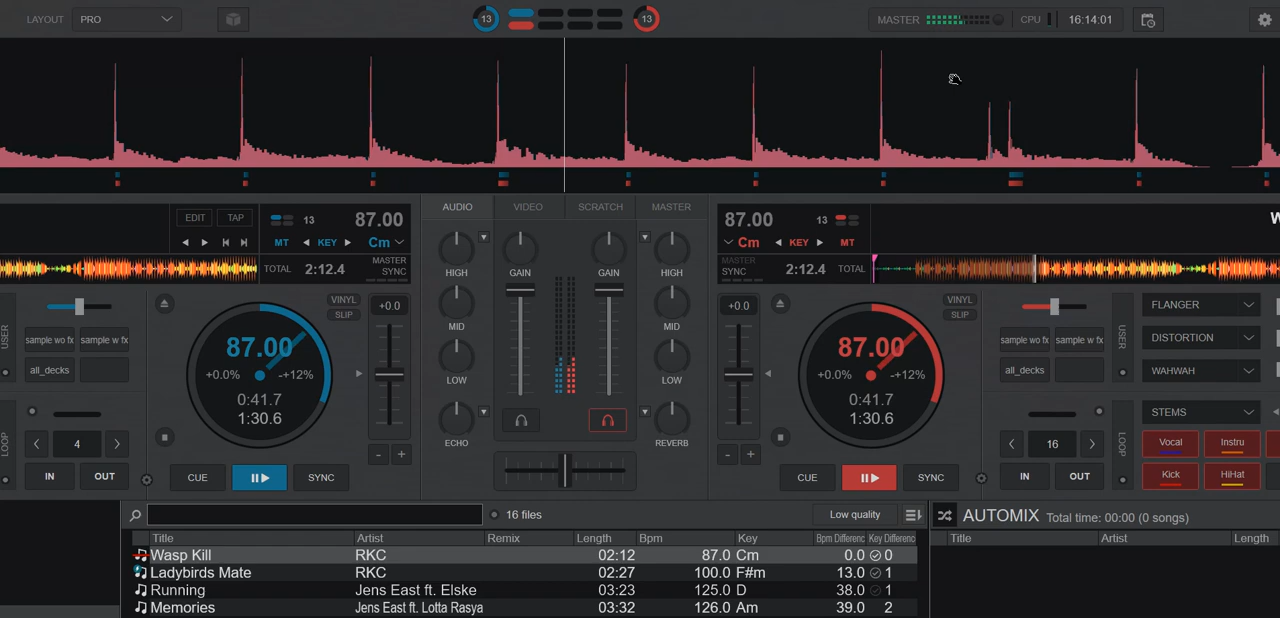 LAYOUT PRO 13 13 MASTER CPU 16:14:01
EDIT TAP 13 87.00
MT KEY Cm
TOTAL 2:12.4 MASTER SYNC
AUDIO VIDEO SCRATCH MASTER
87.00 13 W
Cm KEY MT
MASTER SYNC 2:12.4 TOTAL
HIGH GAIN GAIN HIGH
MID MID
LOW LOW
ECHO REVERB
USER
sample wo fx sample w fx
all_decks
LOOP
4
IN OUT
VINYL
SLIP
87.00
+0.0% -+12%
0:41.7
1:30.6
+0.0
- +
CUE SYNC
+0.0
- +
VINYL
SLIP
87.00
+0.0% -+12%
0:41.7
1:30.6
CUE SYNC
sample wo fx sample w fx
all_decks
USER
FLANGER
DISTORTION
WAHWAH
16
IN OUT
LOOP
STEMS
Vocal Instru
Kick HiHat
16 files Low quality
Title Artist Remix Length Bpm Key Bpm Differenc Key Differenc
Wasp Kill RKC 02:12 87.0 Cm 0.0 0
Ladybirds Mate RKC 02:27 100.0 F#m 13.0 1
Running Jens East ft. Elske 03:23 125.0 D 38.0 1
Memories Jens East ft. Lotta Rasya 03:32 126.0 Am 39.0 2
AUTOMIX Total time: 00:00 (0 songs)
Title Artist Length